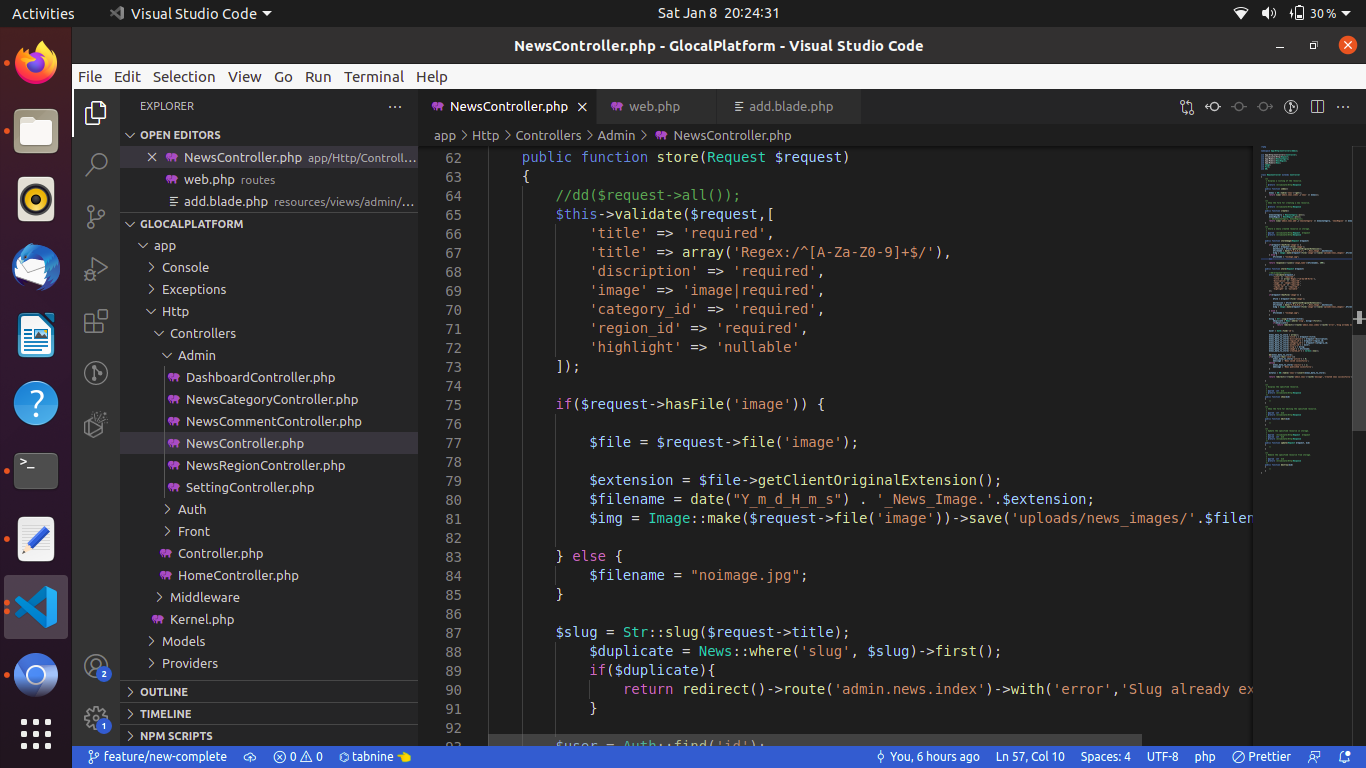 Activities Visual Studio Code Sat Jan 8 20:24:31 30 %
NewsController.php - GlocalPlatform - Visual Studio Code
File Edit Selection View Go Run Terminal Help
EXPLORER
OPEN EDITORS
NewsController.php app/Http/Controll...
web.php routes
add.blade.php resources/views/admin/...
GLOCALPLATFORM
app
Console
Exceptions
Http
Controllers
Admin
DashboardController.php
NewsCategoryController.php
NewsCommentController.php
NewsController.php
NewsRegionController.php
SettingController.php
Auth
Front
Controller.php
HomeController.php
Middleware
Kernel.php
Models
Providers
OUTLINE
TIMELINE
NPM SCRIPTS
2
1
NewsController.php web.php add.blade.php
app > Http > Controllers > Admin > NewsController.php
62 public function store(Request $request)
63 {
64 //dd($request->all());
65 $this->validate($request,[
66 'title' => 'required',
67 'title' => array('Regex:/^[A-Za-Z0-9]+$/'),
68 'discription' => 'required',
69 'image' => 'image|required',
70 'category_id' => 'required',
71 'region_id' => 'required',
72 'highlight' => 'nullable'
73 ]);
74
75 if($request->hasFile('image')) {
76
77 $file = $request->file('image');
78
79 $extension = $file->getClientOriginalExtension();
80 $filename = date("Y_m_d_H_m_s") . '_News_Image.'.$extension;
81 $img = Image::make($request->file('image'))->save('uploads/news_images/'.$filen
82
83 } else {
84 $filename = "noimage.jpg";
85 }
86
87 $slug = Str::slug($request->title);
88 $duplicate = News::where('slug', $slug)->first();
89 if($duplicate){
90 return redirect()->route('admin.news.index')->with('error','Slug already ex
91 }
92
93 $user = Auth::find('id');
feature/new-complete 0 0 tabnine You, 6 hours ago Ln 57, Col 10 Spaces: 4 UTF-8 php Prettier